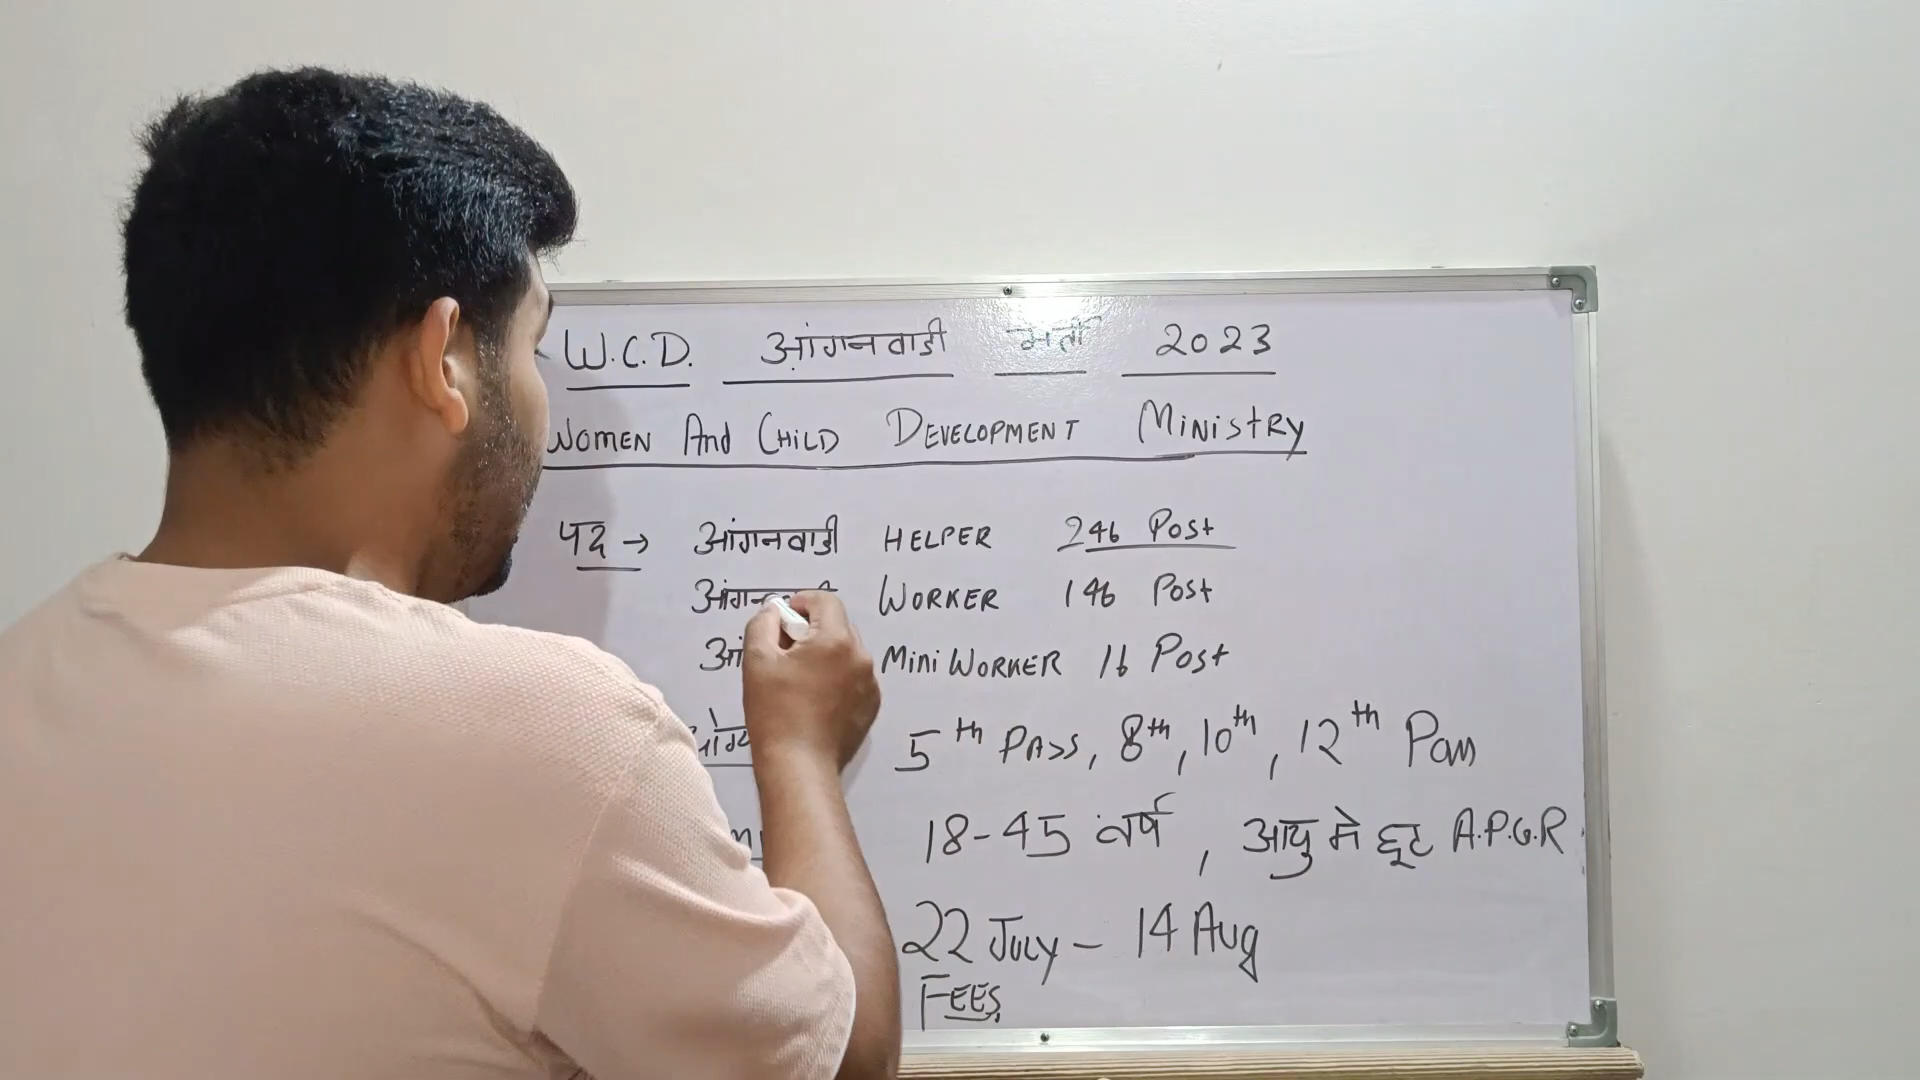 W.C.D. आंगनवाडी भर्ती 2023
WOMEN And CHILD DEVELOPMENT MINISTRY
पद → आंगनवाडी HELPER 246 Post
आंगनवाडी WORKER 146 Post
MINI WORKER 16 Post
5th PASS, 8th, 10th, 12th Pass
18-45 वर्ष, आयु मे छूट A.P.G.R
22 July - 14 Aug
FEES,